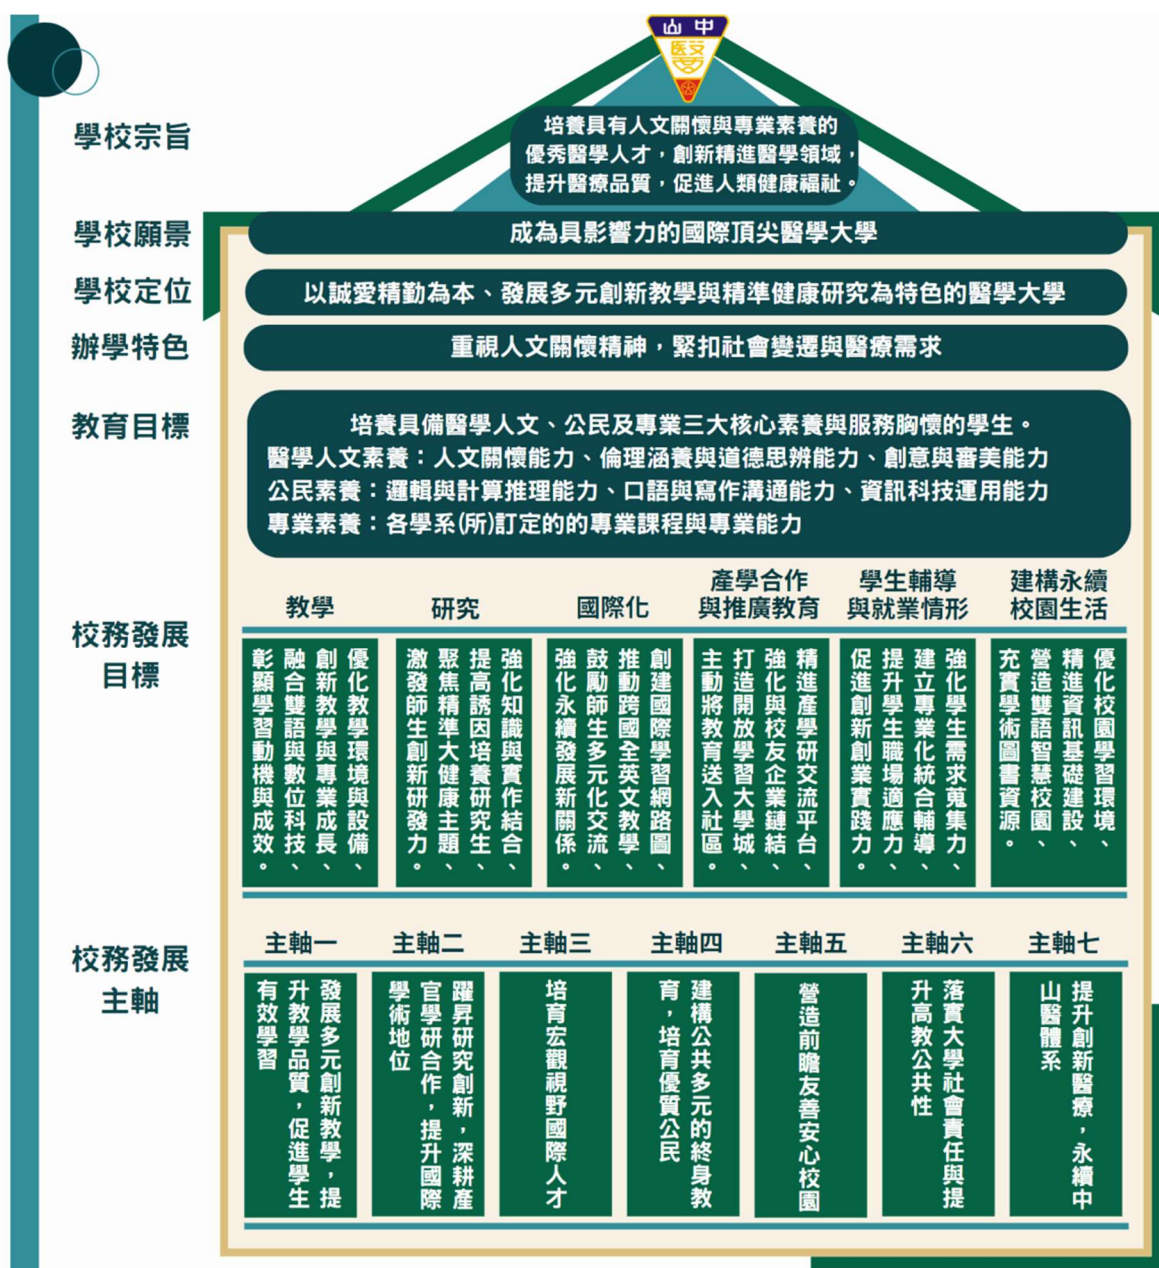 山中
醫
學校宗旨
培養具有人文關懷與專業素養的
優秀醫學人才，創新精進醫學領域，
提升醫療品質，促進人類健康福祉。
學校願景
成為具影響力的國際頂尖醫學大學
學校定位
以誠愛精勤為本、發展多元創新教學與精準健康研究為特色的醫學大學
辦學特色
重視人文關懷精神，緊扣社會變遷與醫療需求
教育目標
培養具備醫學人文、公民及專業三大核心素養與服務胸懷的學生。
醫學人文素養：人文關懷能力、倫理涵養與道德思辨能力、創意與審美能力
公民素養：邏輯與計算推理能力、口語與寫作溝通能力、資訊科技運用能力
專業素養：各學系(所)訂定的的專業課程與專業能力
校務發展
目標
教學
優化教學環境與設備、
創新教學與專業成長、
融合雙語與數位科技、
彰顯學習動機與成效。
研究
強化知識與實作結合、
提高誘因培養研究生、
聚焦精準大健康主題、
激發師生創新研發力。
國際化
創建國際學習網路圖、
推動跨國全英文教學、
鼓勵師生多元化交流、
強化永續發展新關係。
產學合作
與推廣教育
精進產學研交流平台、
強化與校友企業鏈結、
打造開放學習大學城、
主動將教育送入社區。
學生輔導
與就業情形
強化學生需求蒐集力、
建立專業化統合輔導、
提升學生職場適應力、
促進創新創業實踐力。
建構永續
校園生活
優化校園學習環境、
精進資訊基礎建設、
營造雙語智慧校園、
充實學術圖書資源。
校務發展
主軸
主軸一
發展多元創新教學，提
升教學品質，促進學生
有效學習
主軸二
躍昇研究創新，深耕產
官學研合作，提升國際
學術地位
主軸三
培育宏觀視野國際人才
主軸四
建構公共多元的終身教
育，培育優質公民
主軸五
營造前瞻友善安心校園
主軸六
落實大學社會責任與提
升高教公共性
主軸七
提升創新醫療，永續中
山醫體系